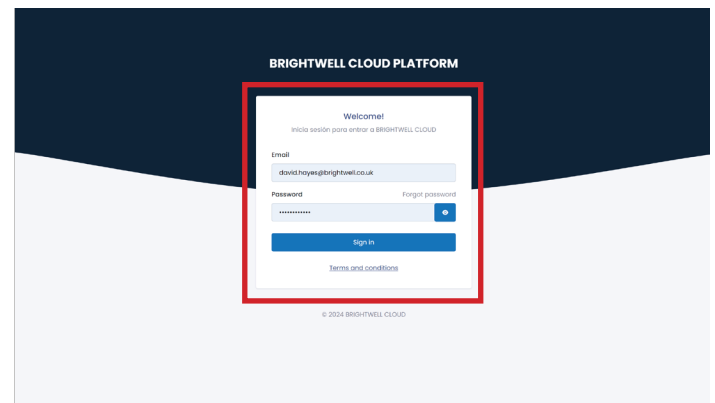 BRIGHTWELL CLOUD PLATFORM
Welcome!
Inicia sesión para entrar a BRIGHTWELL CLOUD
Email
david.hayes@brightwell.co.uk
Password Forgot password
••••••••••••
Sign in
Terms and conditions
© 2024 BRIGHTWELL CLOUD